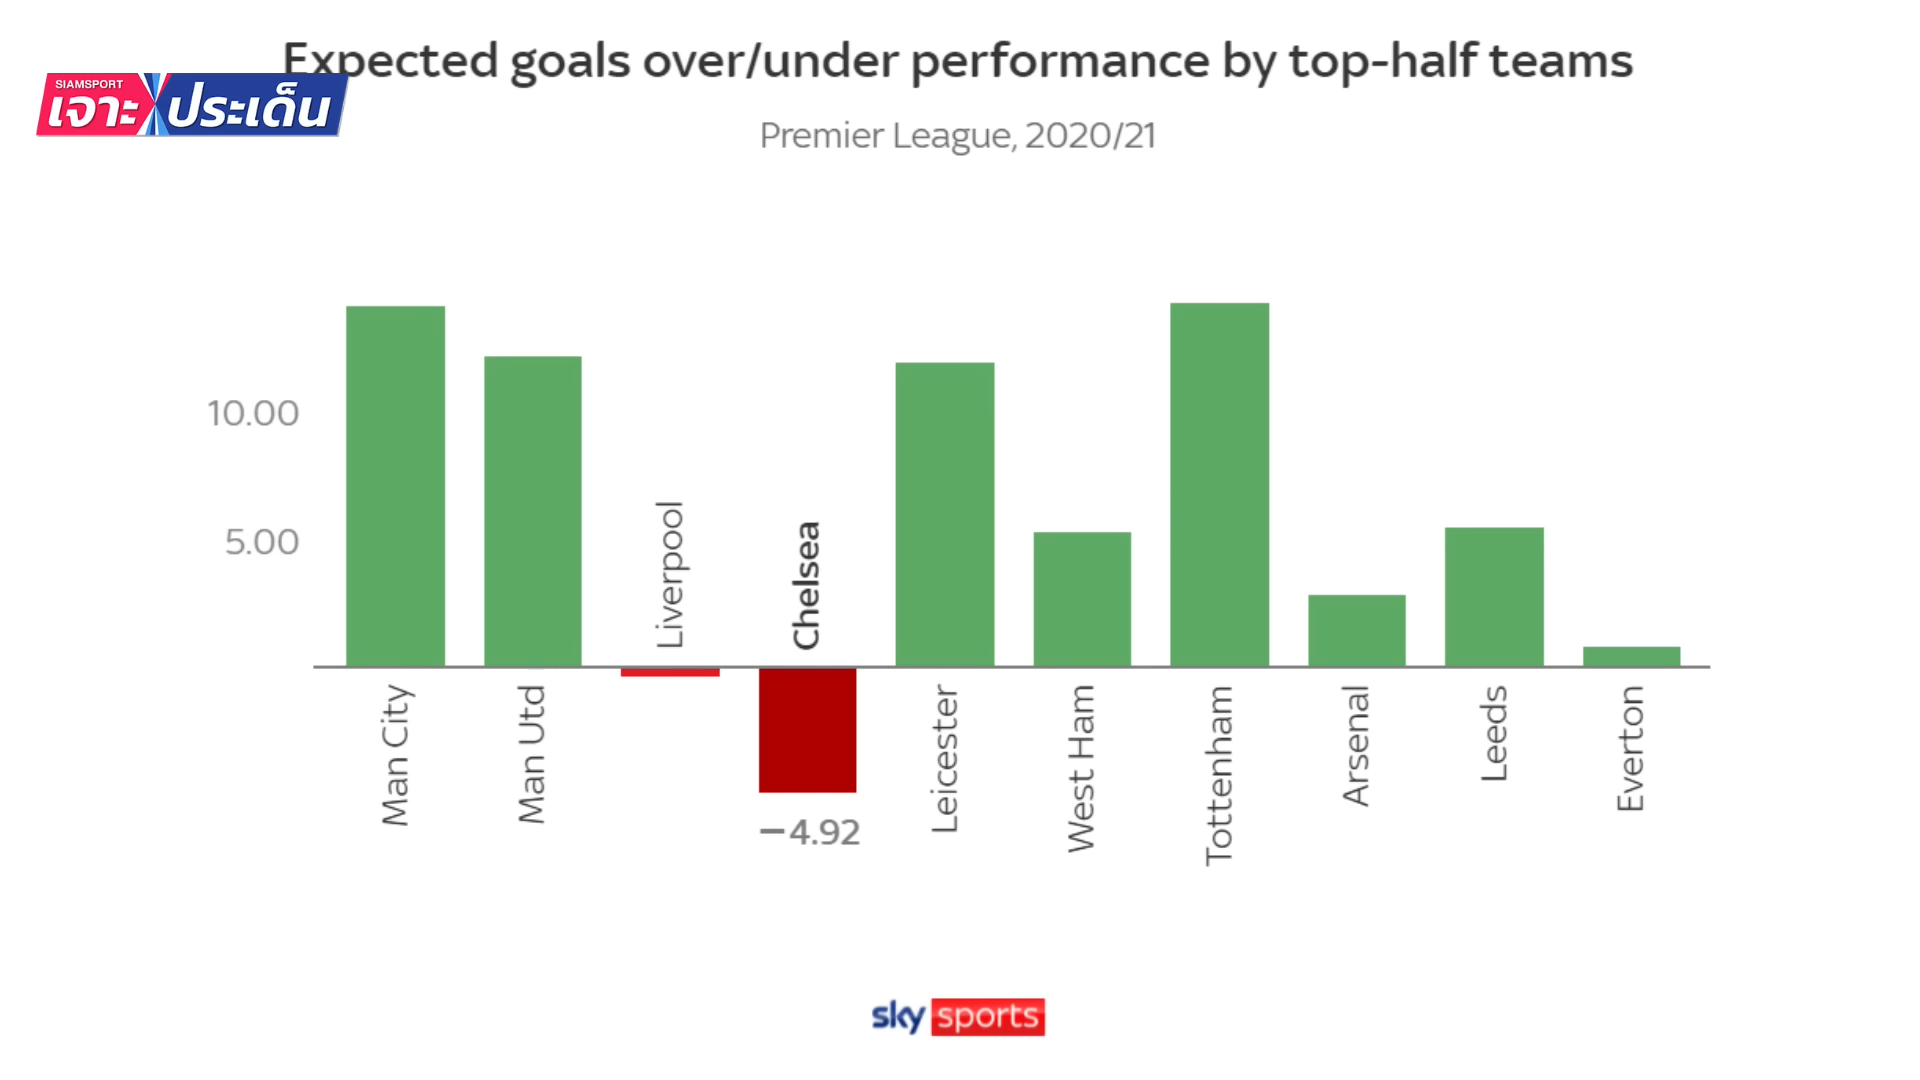 Expected goals over/under performance by top-half teams
SIAMSPORT
เจาะ ประเด็น
Premier League, 2020/21
10.00
5.00
Liverpool
Chelsea
Man City
Man Utd
Leicester
West Ham
Tottenham
Arsenal
Leeds
Everton
−4.92
sky sports